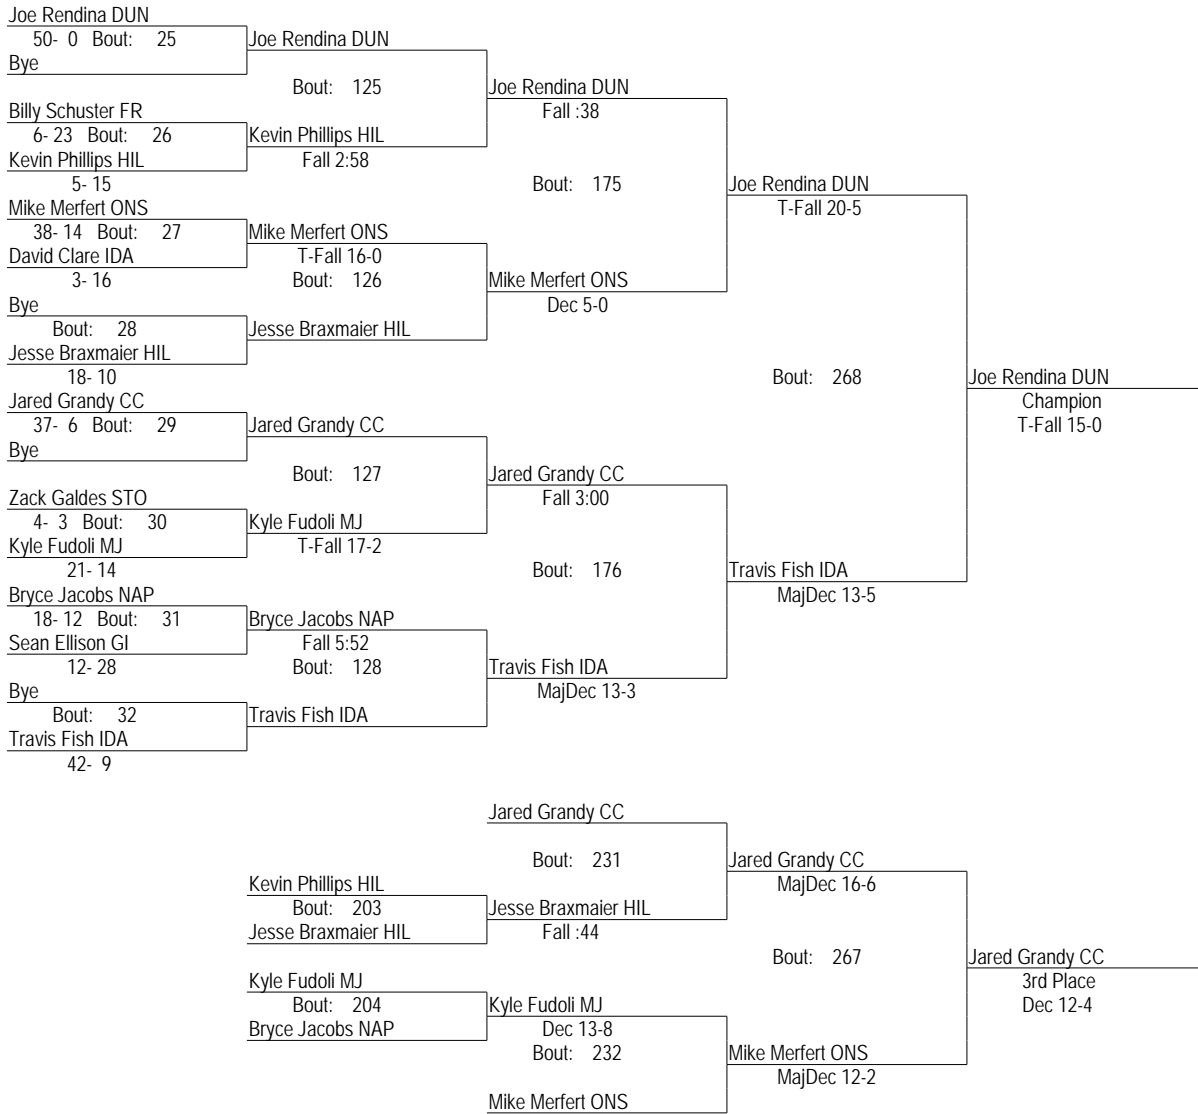 Joe Rendina DUN
50- 0 Bout: 25 Joe Rendina DUN
Bye
Bout: 125 Joe Rendina DUN
Billy Schuster FR Fall :38
6- 23 Bout: 26 Kevin Phillips HIL
Kevin Phillips HIL Fall 2:58
5- 15 Bout: 175 Joe Rendina DUN
Mike Merfert ONS T-Fall 20-5
38- 14 Bout: 27 Mike Merfert ONS
David Clare IDA T-Fall 16-0
3- 16 Bout: 126 Mike Merfert ONS
Bye Dec 5-0
Bout: 28 Jesse Braxmaier HIL
Jesse Braxmaier HIL
18- 10 Bout: 268 Joe Rendina DUN
Jared Grandy CC Champion
37- 6 Bout: 29 Jared Grandy CC T-Fall 15-0
Bye
Bout: 127 Jared Grandy CC
Zack Galdes STO Fall 3:00
4- 3 Bout: 30 Kyle Fudoli MJ
Kyle Fudoli MJ T-Fall 17-2
21- 14 Bout: 176 Travis Fish IDA
Bryce Jacobs NAP MajDec 13-5
18- 12 Bout: 31 Bryce Jacobs NAP
Sean Ellison GI Fall 5:52
12- 28 Bout: 128 Travis Fish IDA
Bye MajDec 13-3
Bout: 32 Travis Fish IDA
Travis Fish IDA
42- 9
Jared Grandy CC
Bout: 231 Jared Grandy CC
Kevin Phillips HIL MajDec 16-6
Bout: 203 Jesse Braxmaier HIL
Jesse Braxmaier HIL Fall :44
Bout: 267 Jared Grandy CC
Kyle Fudoli MJ 3rd Place
Bout: 204 Kyle Fudoli MJ Dec 12-4
Bryce Jacobs NAP Dec 13-8
Bout: 232 Mike Merfert ONS
MajDec 12-2
Mike Merfert ONS